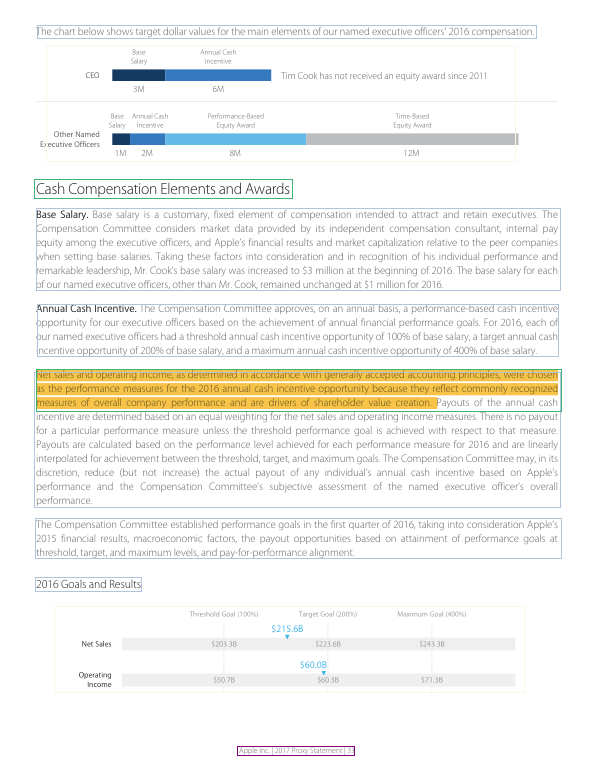 The chart below shows target dollar values for the main elements of our named executive officers' 2016 compensation.
Base Salary
Annual Cash Incentive
CEO
Tim Cook has not received an equity award since 2011
3M
6M
Base Salary
Annual Cash Incentive
Performance-Based Equity Award
Time-Based Equity Award
Other Named Executive Officers
1M
2M
8M
12M
Cash Compensation Elements and Awards
Base Salary. Base salary is a customary, fixed element of compensation intended to attract and retain executives. The
Compensation Committee considers market data provided by its independent compensation consultant, internal pay
equity among the executive officers, and Apple's financial results and market capitalization relative to the peer companies
when setting base salaries. Taking these factors into consideration and in recognition of his individual performance and
remarkable leadership, Mr. Cook's base salary was increased to $3 million at the beginning of 2016. The base salary for each
of our named executive officers, other than Mr. Cook, remained unchanged at $1 million for 2016.
Annual Cash Incentive. The Compensation Committee approves, on an annual basis, a performance-based cash incentive
opportunity for our executive officers based on the achievement of annual financial performance goals. For 2016, each of
our named executive officers had a threshold annual cash incentive opportunity of 100% of base salary, a target annual cash
incentive opportunity of 200% of base salary, and a maximum annual cash incentive opportunity of 400% of base salary.
Net sales and operating income, as determined in accordance with generally accepted accounting principles, were chosen
as the performance measures for the 2016 annual cash incentive opportunity because they reflect commonly recognized
measures of overall company performance and are drivers of shareholder value creation. Payouts of the annual cash
incentive are determined based on an equal weighting for the net sales and operating income measures. There is no payout
for a particular performance measure unless the threshold performance goal is achieved with respect to that measure.
Payouts are calculated based on the performance level achieved for each performance measure for 2016 and are linearly
interpolated for achievement between the threshold, target, and maximum goals. The Compensation Committee may, in its
discretion, reduce (but not increase) the actual payout of any individual's annual cash incentive based on Apple's
performance and the Compensation Committee's subjective assessment of the named executive officer's overall
performance.
The Compensation Committee established performance goals in the first quarter of 2016, taking into consideration Apple's
2015 financial results, macroeconomic factors, the payout opportunities based on attainment of performance goals at
threshold, target, and maximum levels, and pay-for-performance alignment.
2016 Goals and Results
Threshold Goal (100%)
Target Goal (200%)
Maximum Goal (400%)
$215.6B
Net Sales
$203.3B
$223.6B
$243.3B
$60.0B
Operating Income
$50.7B
$60.3B
$71.3B
Apple Inc. | 2017 Proxy Statement |